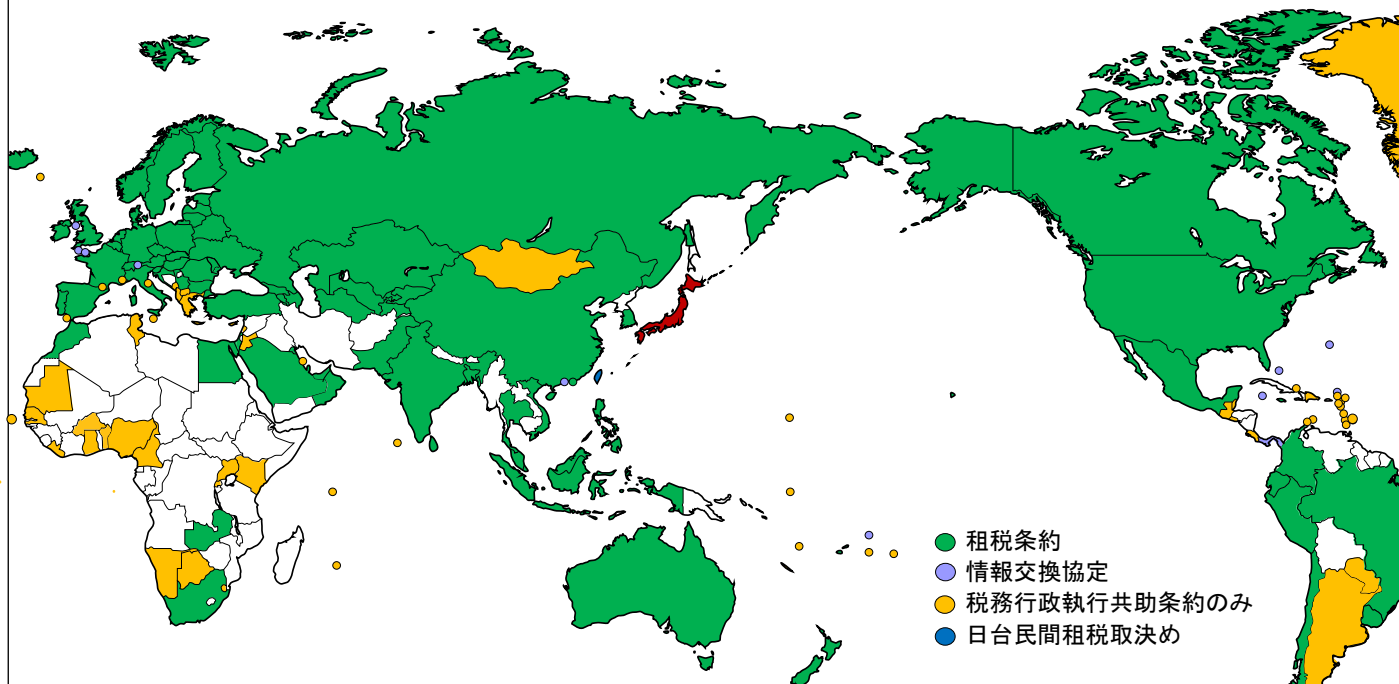 租税条約
情報交換協定
税務行政執行共助条約のみ
日台民間租税取決め